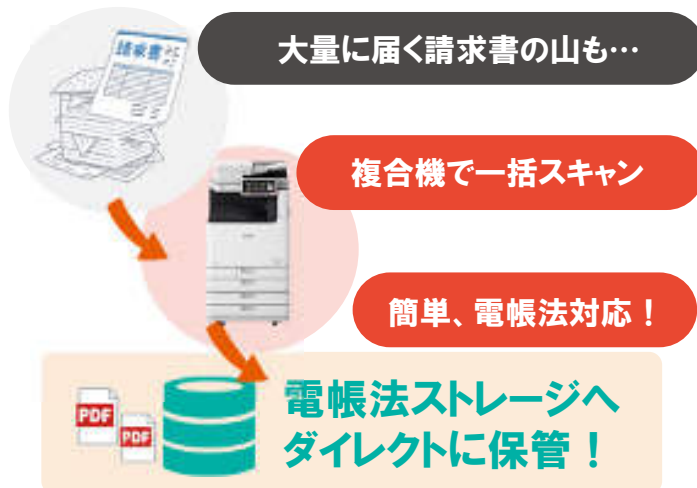 請求書
大量に届く請求書の山も…
複合機で一括スキャン
簡単、電帳法対応！
PDF
PDF
電帳法ストレージへ
ダイレクトに保管！